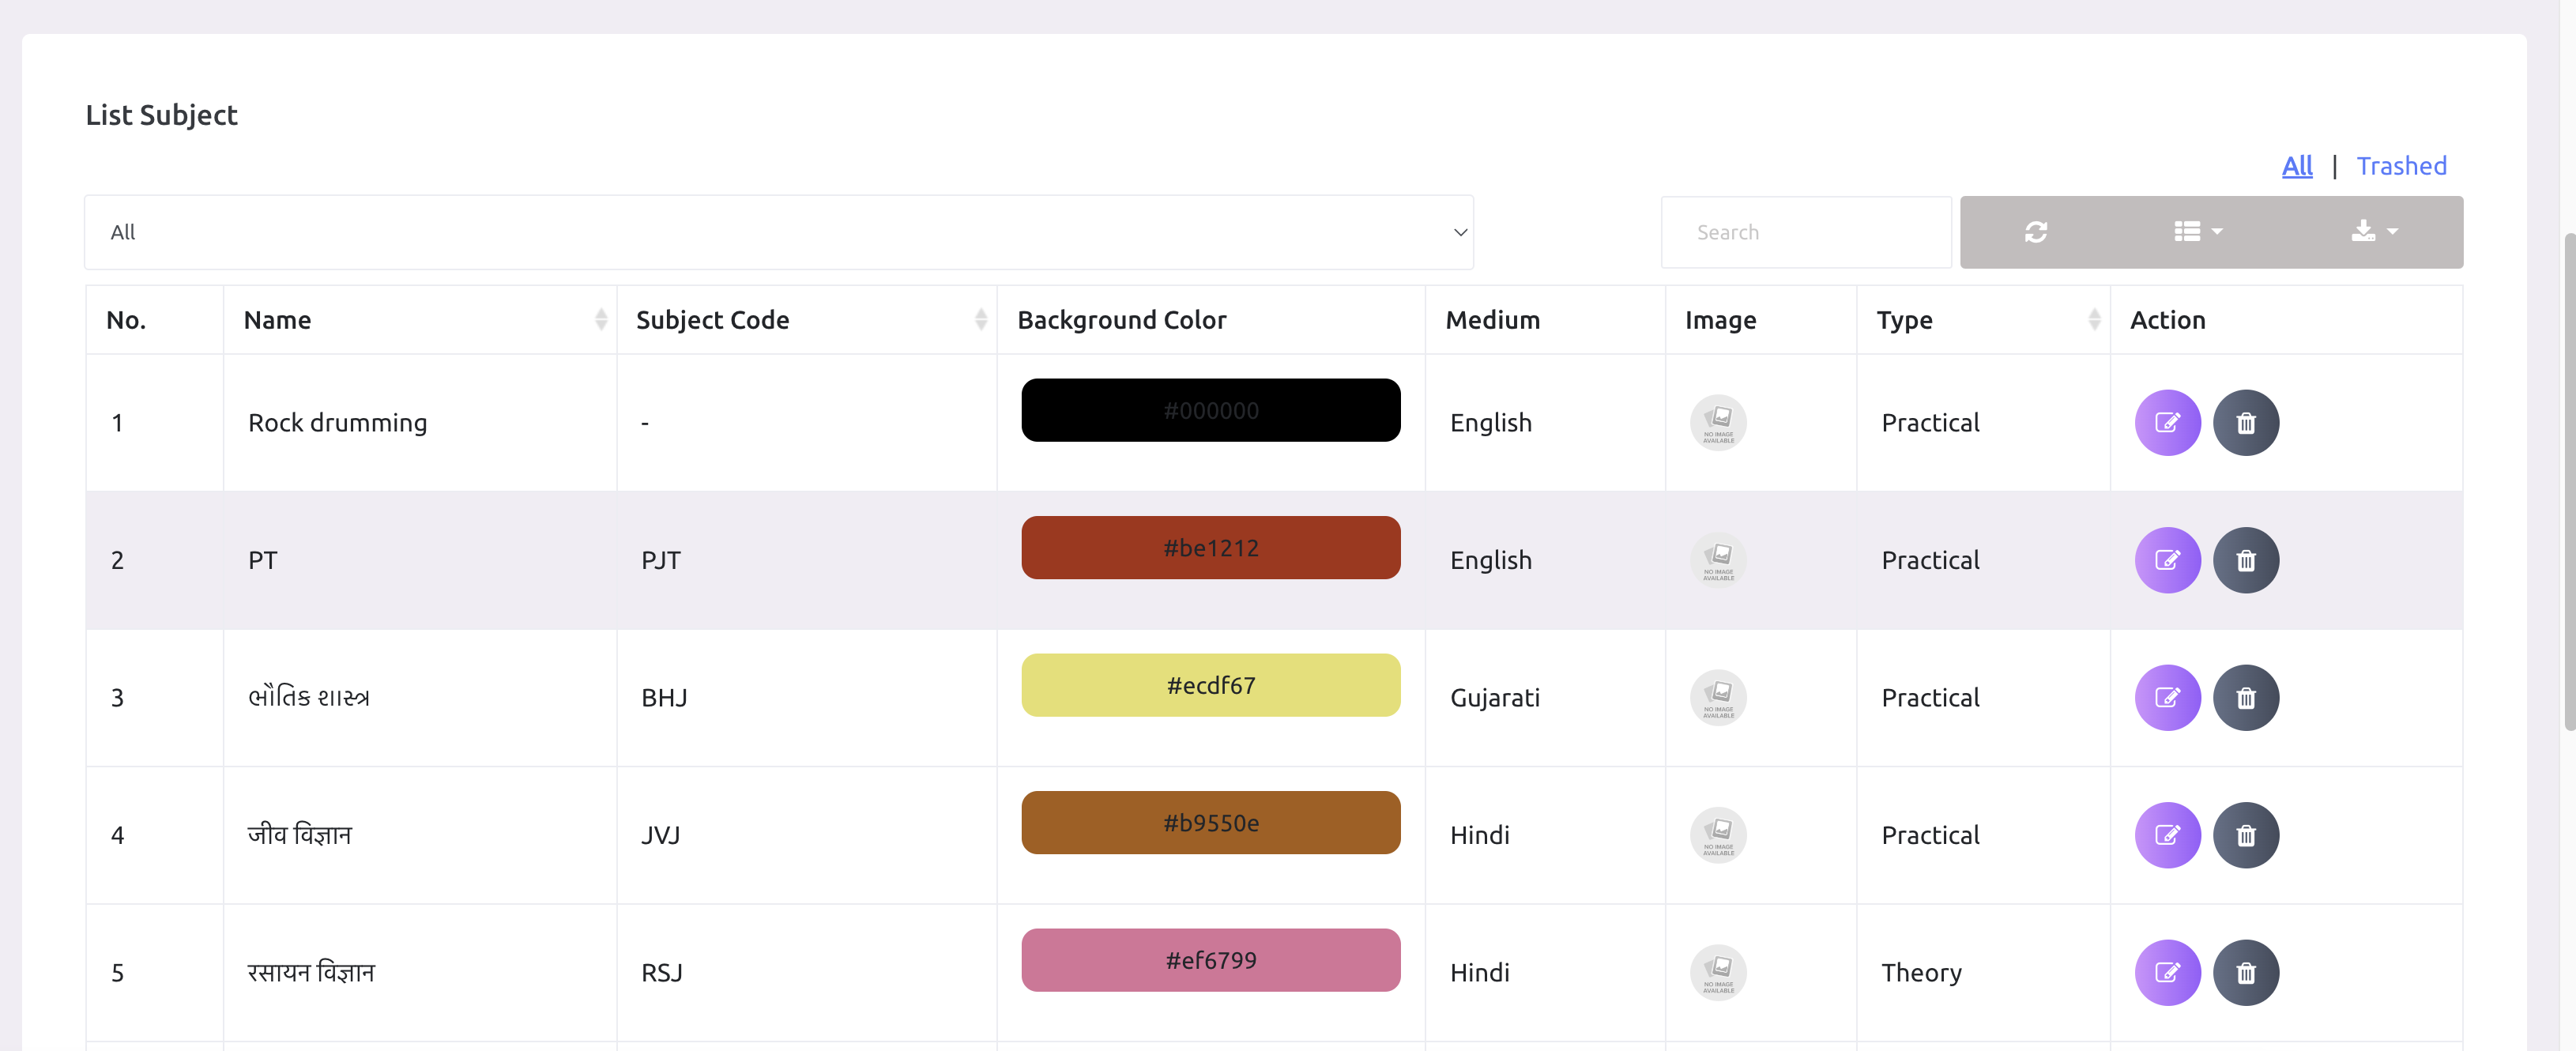 List Subject
All | Trashed
All
Search
No. Name Subject Code Background Color Medium Image Type Action
1 Rock drumming - #000000 English NO IMAGE AVAILABLE Practical
2 PT PJT #be1212 English NO IMAGE AVAILABLE Practical
3 ભૌતિક શાસ્ત્ર BHJ #ecdf67 Gujarati NO IMAGE AVAILABLE Practical
4 जीव विज्ञान JVJ #b9550e Hindi NO IMAGE AVAILABLE Practical
5 रसायन विज्ञान RSJ #ef6799 Hindi NO IMAGE AVAILABLE Theory